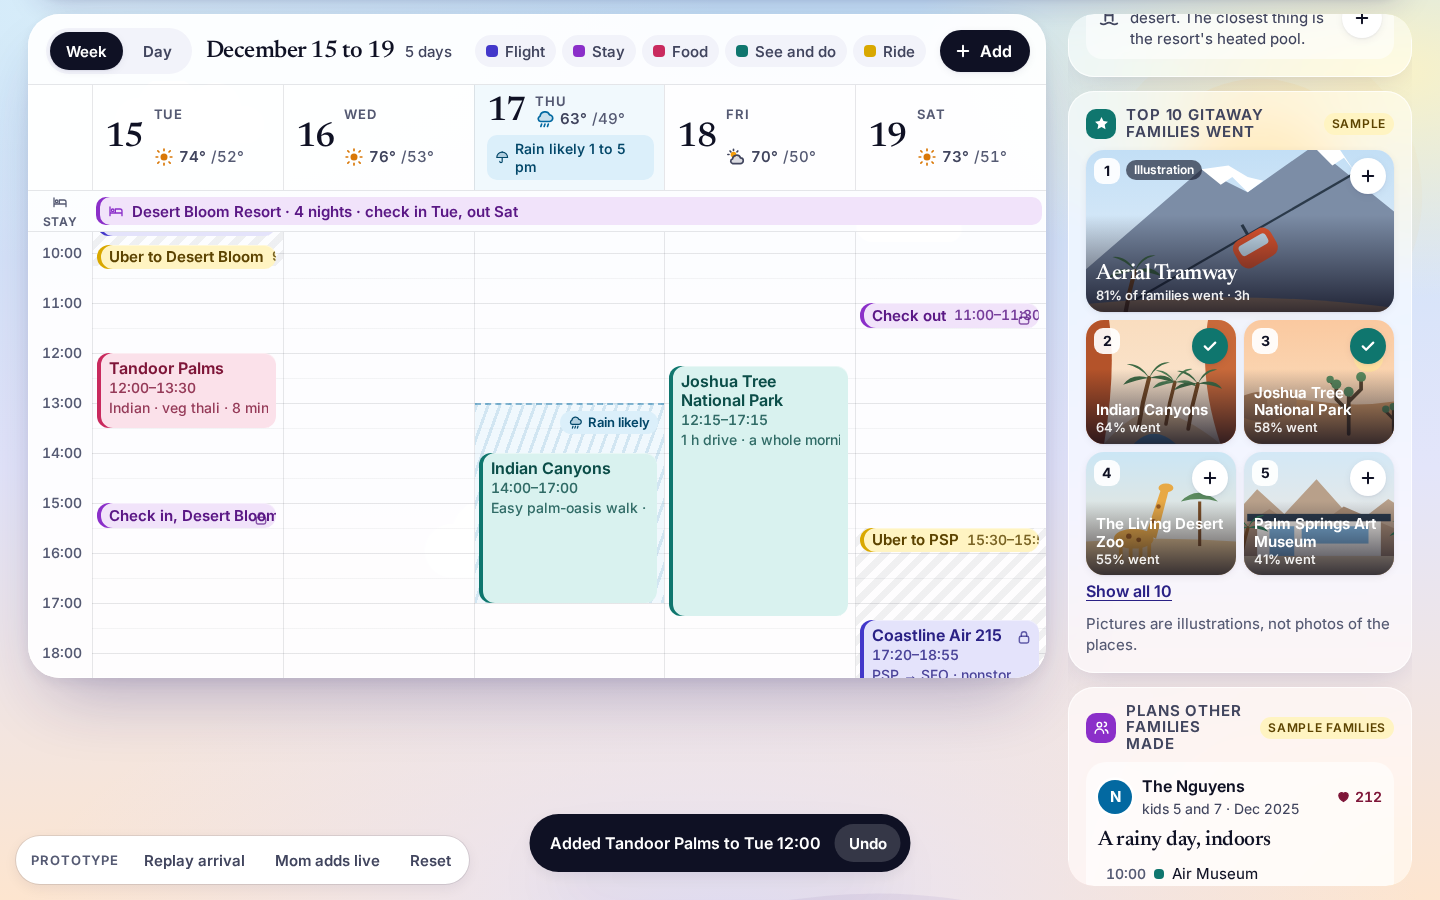 Week
Day
December 15 to 19
5 days
Flight
Stay
Food
See and do
Ride
Add
15 TUE
74° /52°
16 WED
76° /53°
17 THU
63° /49°
Rain likely 1 to 5
pm
18 FRI
70° /50°
19 SAT
73° /51°
STAY
Desert Bloom Resort · 4 nights · check in Tue, out Sat
10:00
11:00
12:00
13:00
14:00
15:00
16:00
17:00
18:00
Uber to Desert Bloom
Tandoor Palms
12:00–13:30
Indian · veg thali · 8 min
Check in, Desert Bloom
Rain likely
Indian Canyons
14:00–17:00
Easy palm-oasis walk ·
Joshua Tree
National Park
12:15–17:15
1 h drive · a whole morni
Check out 11:00–11:30
Uber to PSP 15:30–15:5
Coastline Air 215
17:20–18:55
PSP → SFO · nonstop
desert. The closest thing is
the resort's heated pool.
TOP 10 GITAWAY
FAMILIES WENT
SAMPLE
1
Illustration
Aerial Tramway
81% of families went · 3h
2
Indian Canyons
64% went
3
Joshua Tree
National Park
58% went
4
The Living Desert
Zoo
55% went
5
Palm Springs Art
Museum
41% went
Show all 10
Pictures are illustrations, not photos of the
places.
PLANS OTHER
FAMILIES
MADE
SAMPLE FAMILIES
N
The Nguyens
kids 5 and 7 · Dec 2025
212
A rainy day, indoors
10:00 Air Museum
PROTOTYPE
Replay arrival
Mom adds live
Reset
Added Tandoor Palms to Tue 12:00
Undo